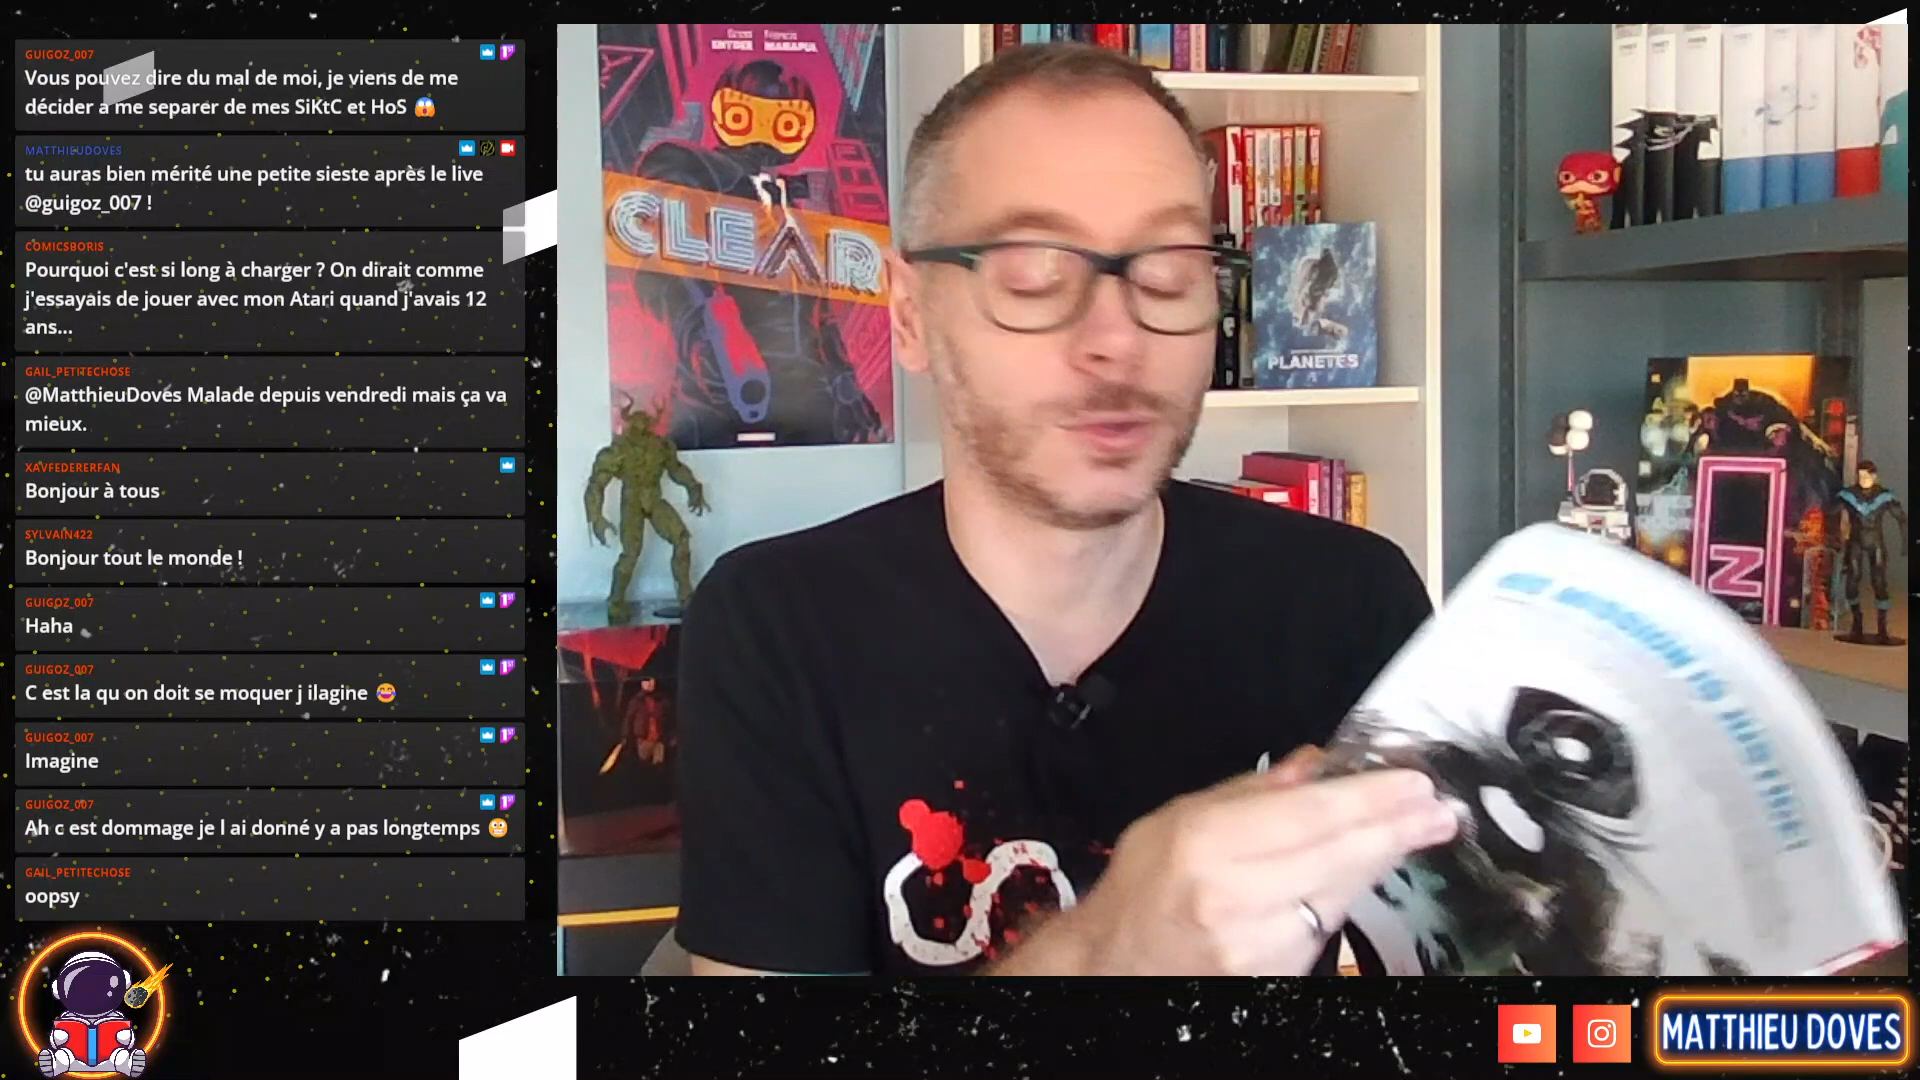 GUIGOZ_007
Vous pouvez dire du mal de moi, je viens de me
décider a me separer de mes SiKtC et HoS 😱
MATTHIEUDOVES
tu auras bien mérité une petite sieste après le live
@guigoz_007 !
COMICSBORIS
Pourquoi c'est si long à charger ? On dirait comme
j'essayais de jouer avec mon Atari quand j'avais 12
ans...
GAIL_PETITECHOSE
@MatthieuDoves Malade depuis vendredi mais ça va
mieux.
XAVFEDERERFAN
Bonjour à tous
SYLVAIN422
Bonjour tout le monde !
GUIGOZ_007
Haha
GUIGOZ_007
C est la qu on doit se moquer j ilagine 😂
GUIGOZ_007
Imagine
GUIGOZ_007
Ah c est dommage je l ai donné y a pas longtemps 😬
GAIL_PETITECHOSE
oopsy
CLEAR
PLANETES
MATTHIEU DOVES